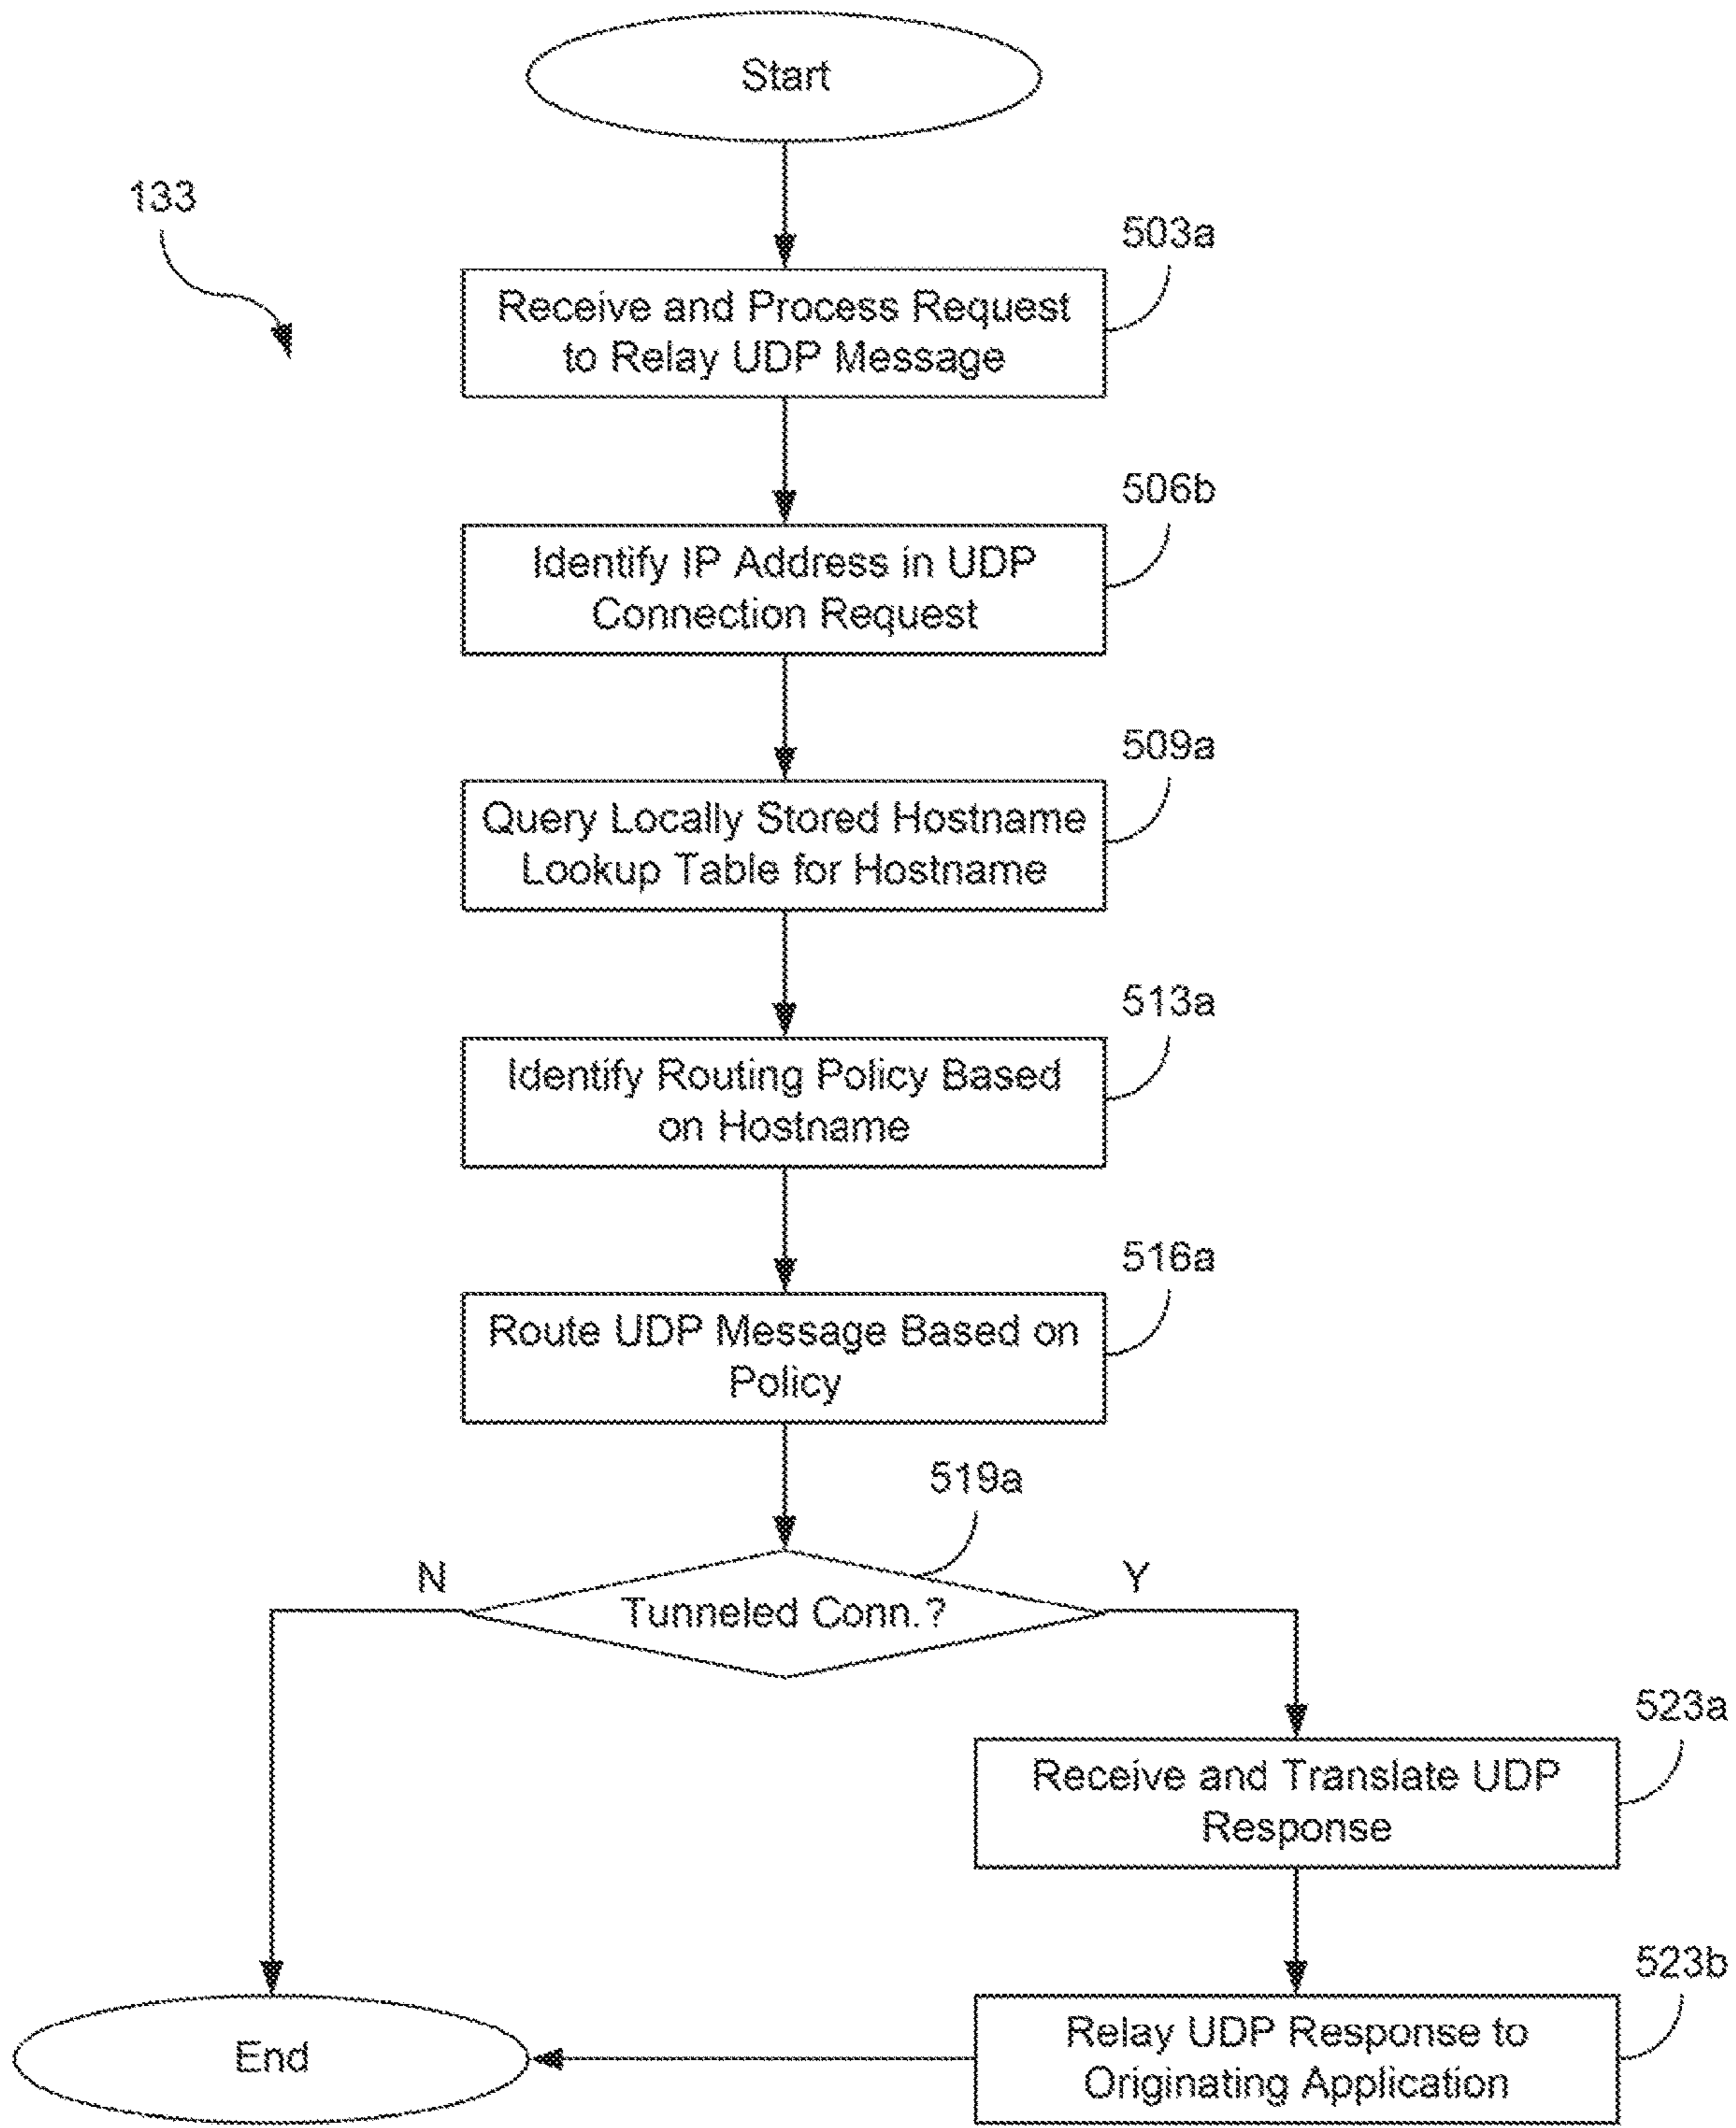 Start
133
503a
Receive and Process Request
to Relay UDP Message
506b
Identify IP Address in UDP
Connection Request
509a
Query Locally Stored Hostname
Lookup Table for Hostname
513a
Identify Routing Policy Based
on Hostname
516a
Route UDP Message Based on
Policy
519a
N
Y
Tunneled Conn.?
523a
Receive and Translate UDP
Response
523b
Relay UDP Response to
Originating Application
End